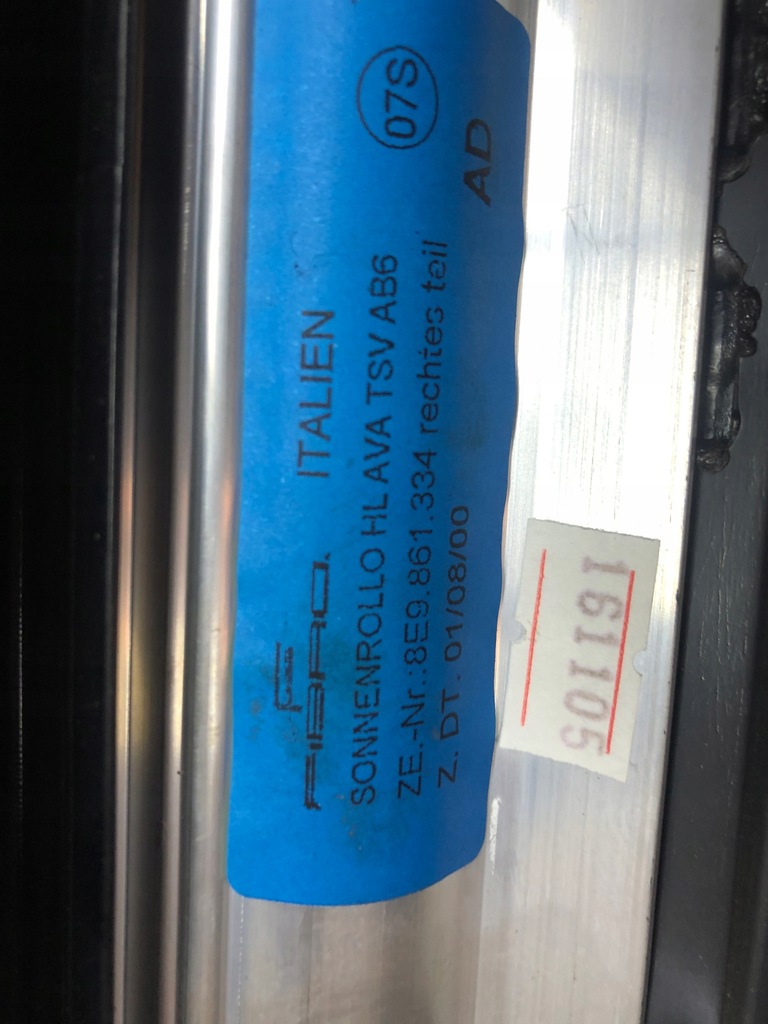 FIBRO. ITALIEN
SONNENROLLO HL AVA TSV AB6
ZE.-Nr.:8E9.861.334 rechtes teil
Z. DT. 01/08/00
07S
AD
161105